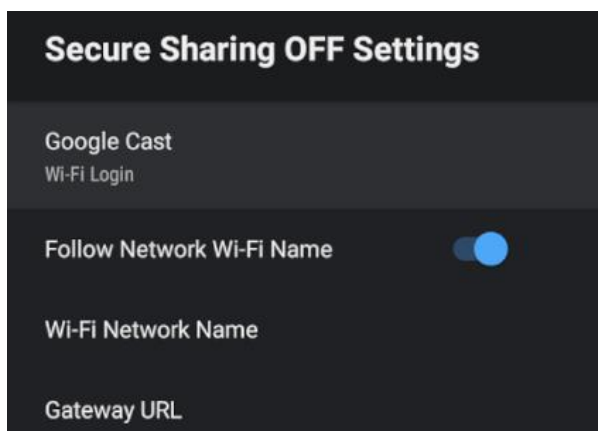 Secure Sharing OFF Settings
Google Cast
Wi-Fi Login
Follow Network Wi-Fi Name
Wi-Fi Network Name
Gateway URL